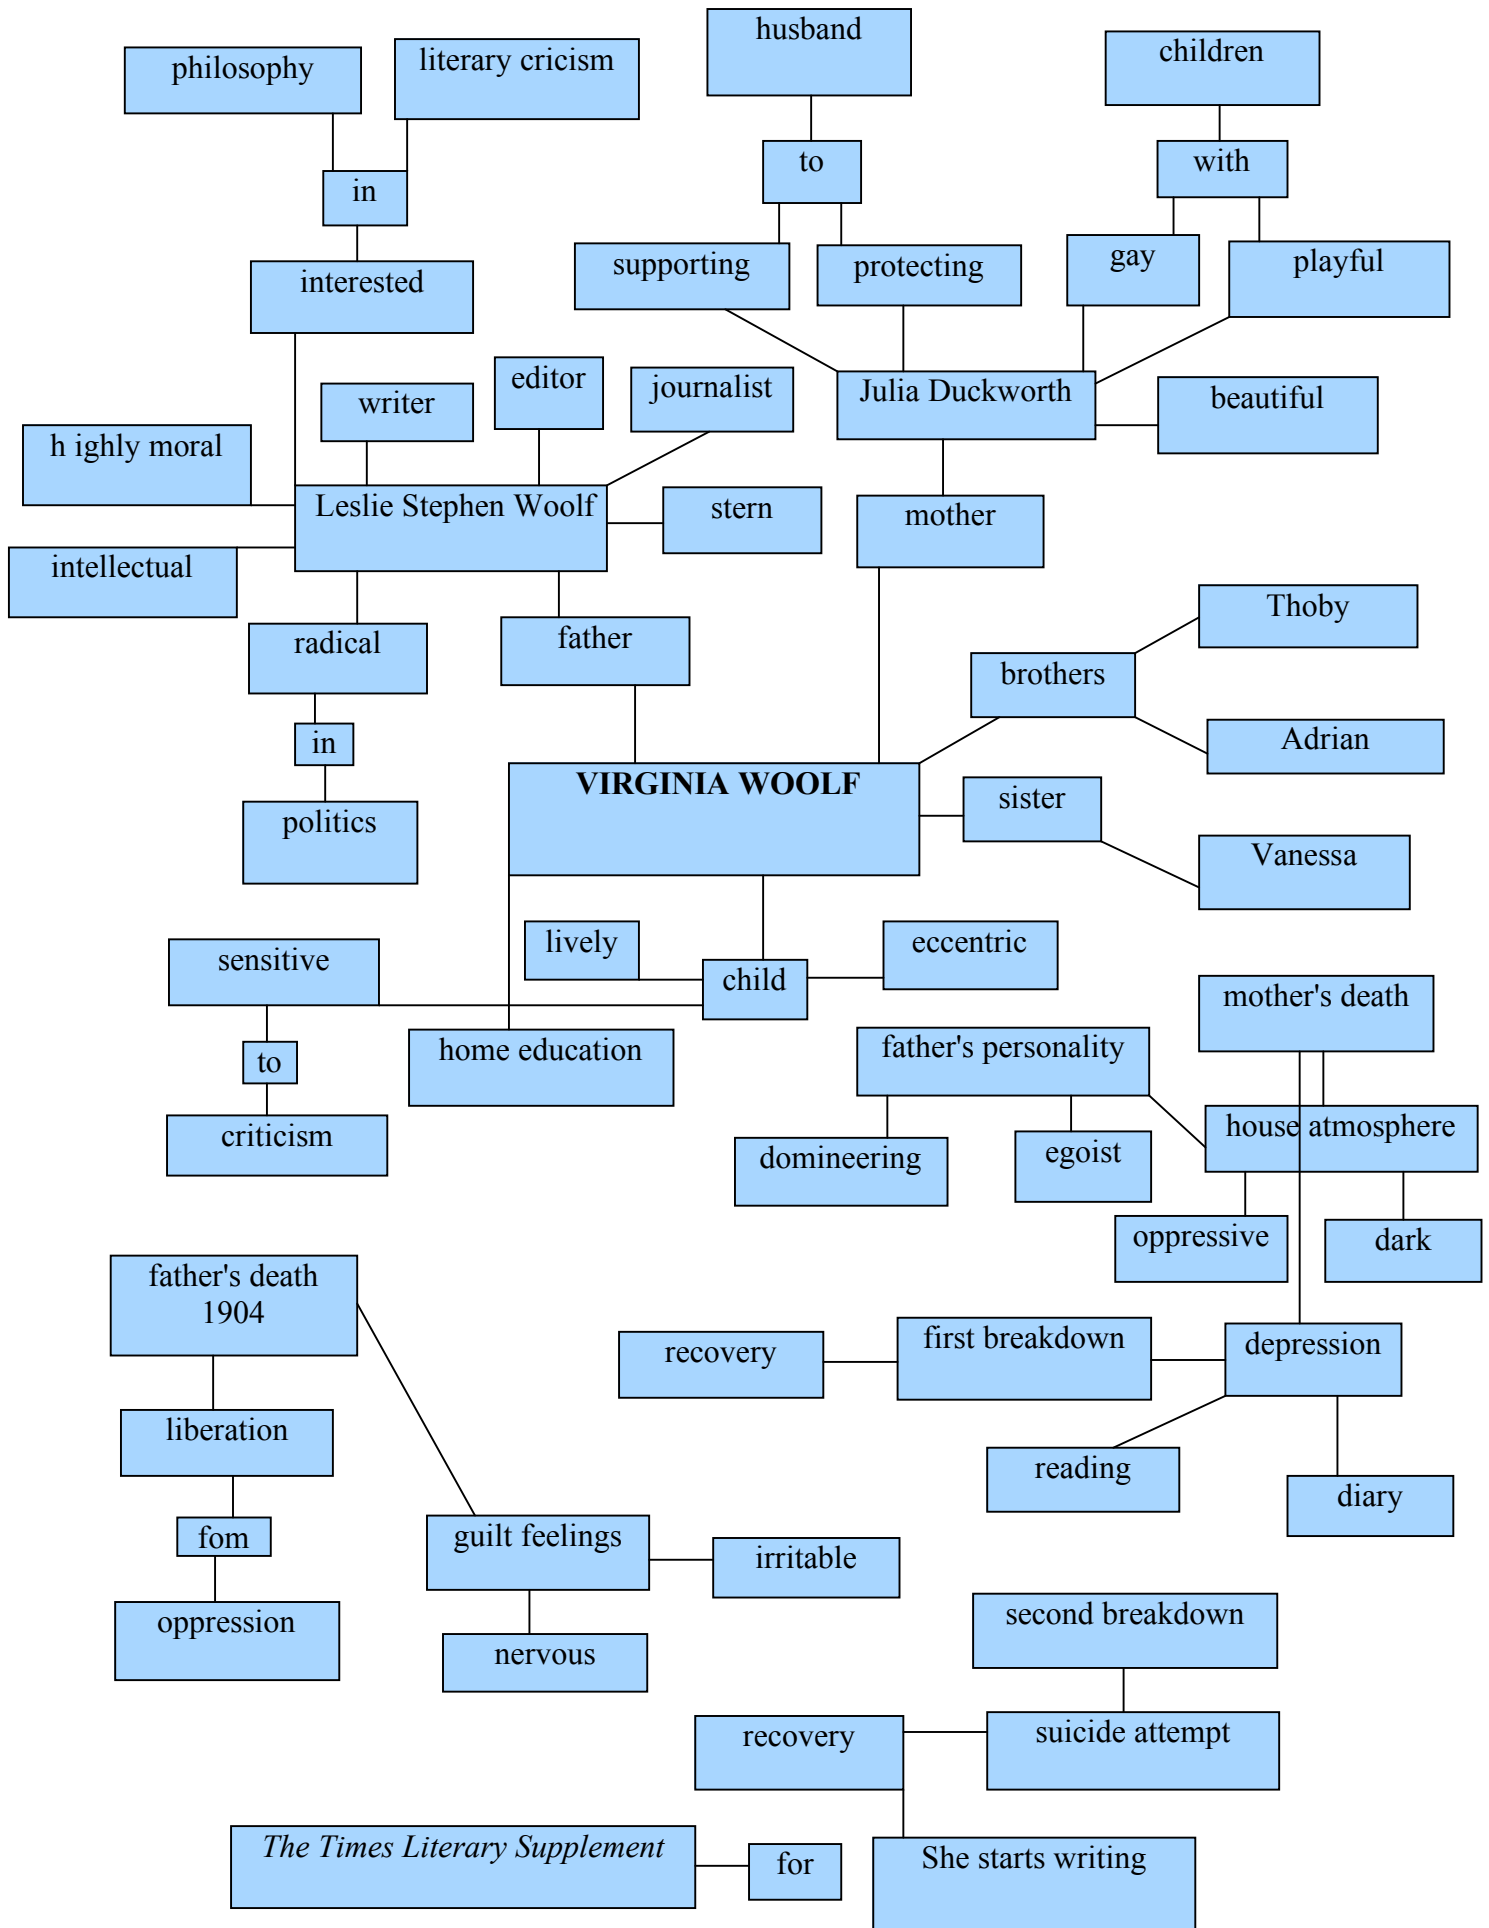 husband
children
philosophy
literary cricism
to
with
in
supporting
protecting
gay
playful
interested
editor
journalist
writer
Julia Duckworth
beautiful
h ighly moral
Leslie Stephen Woolf
stern
mother
intellectual
radical
father
Thoby
brothers
in
Adrian
politics
VIRGINIA WOOLF
sister
Vanessa
sensitive
lively
child
eccentric
mother's death
to
home education
father's personality
criticism
domineering
egoist
house atmosphere
oppressive
dark
father's death
1904
recovery
first breakdown
depression
liberation
reading
diary
fom
guilt feelings
irritable
oppression
nervous
second breakdown
recovery
suicide attempt
The Times Literary Supplement
for
She starts writing